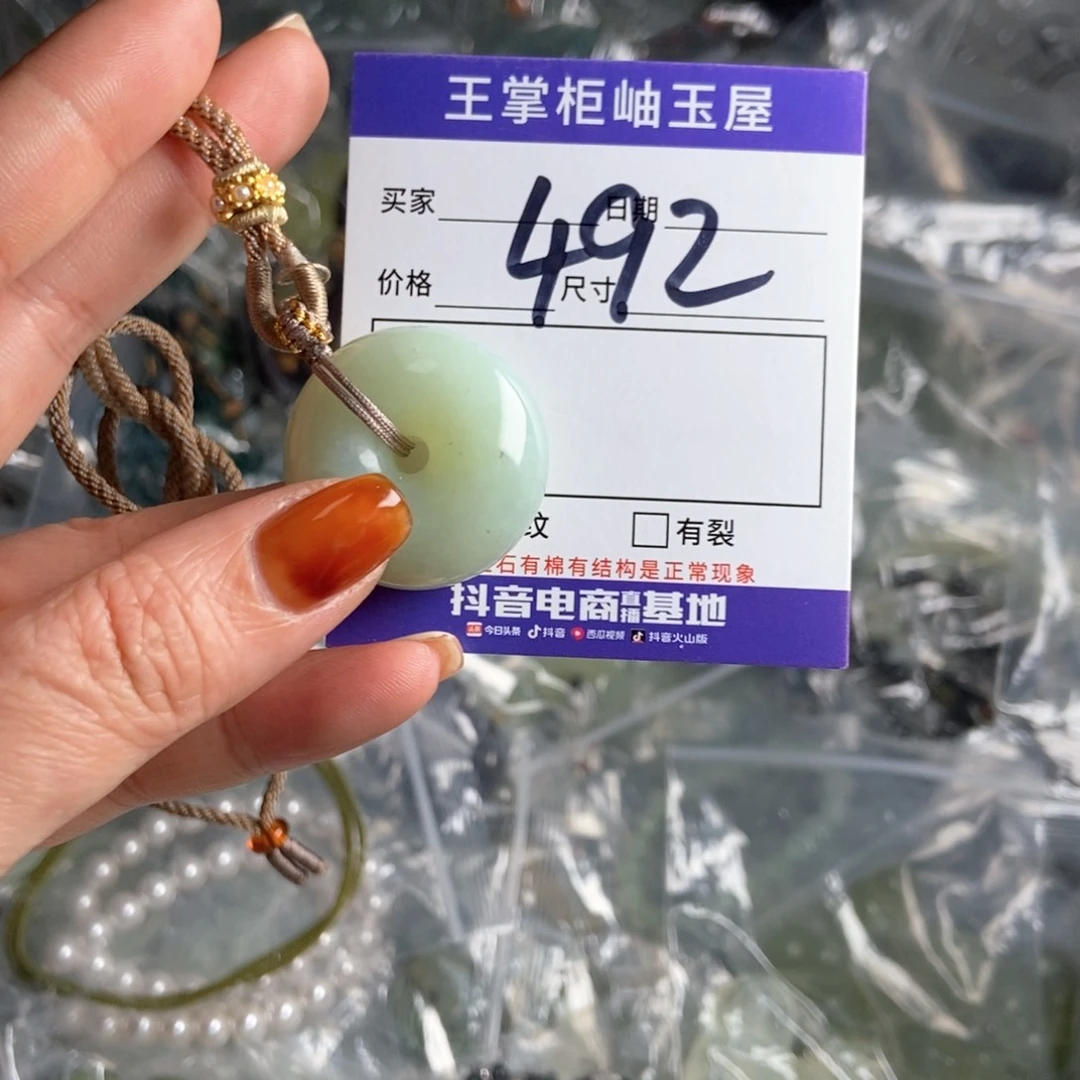 王掌柜岫玉屋
买家 日期
492
价格 尺寸
纹 有裂
石有棉有结构是正常现象
抖音电商直播基地
头条 今日头条 抖音 西瓜视频 抖音火山版